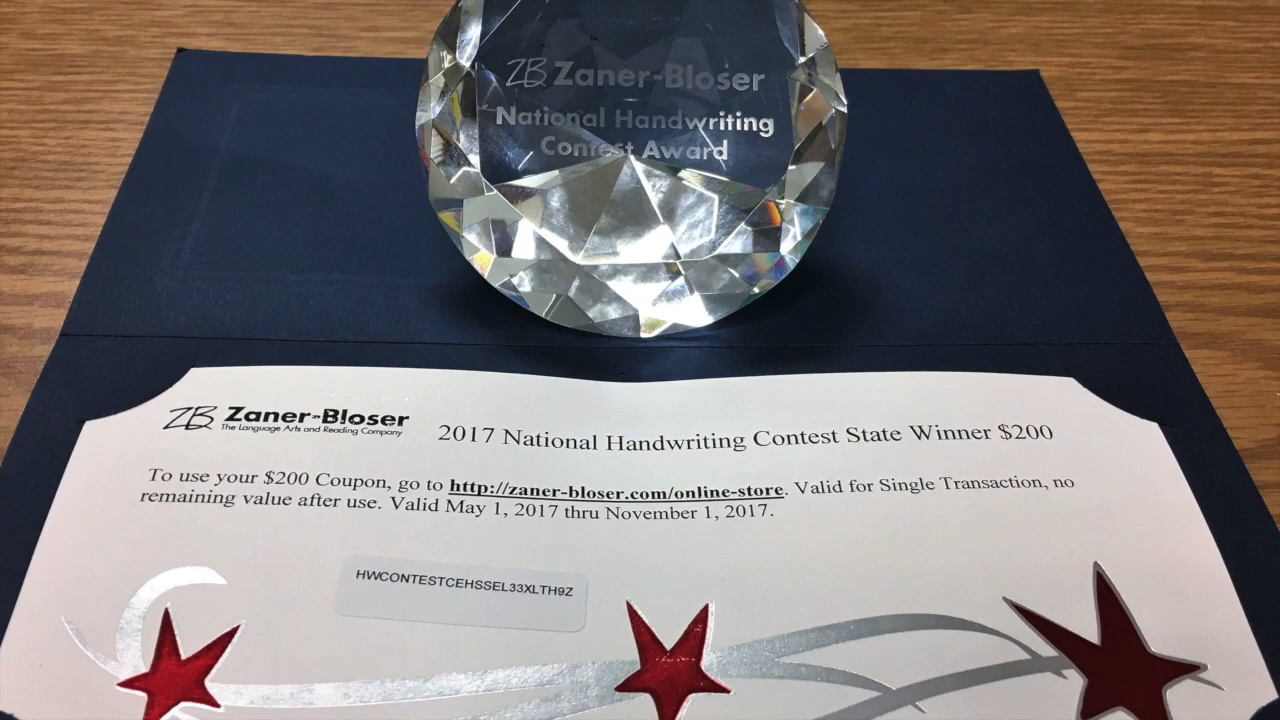 ZB Zaner-Bloser
National Handwriting
Contest Award
ZB Zaner-Bloser
The Language Arts and Reading Company
2017 National Handwriting Contest State Winner $200
To use your $200 Coupon, go to http://zaner-bloser.com/online-store. Valid for Single Transaction, no
remaining value after use. Valid May 1, 2017 thru November 1, 2017.
HWCONTESTCEHSSEL33XLTH9Z